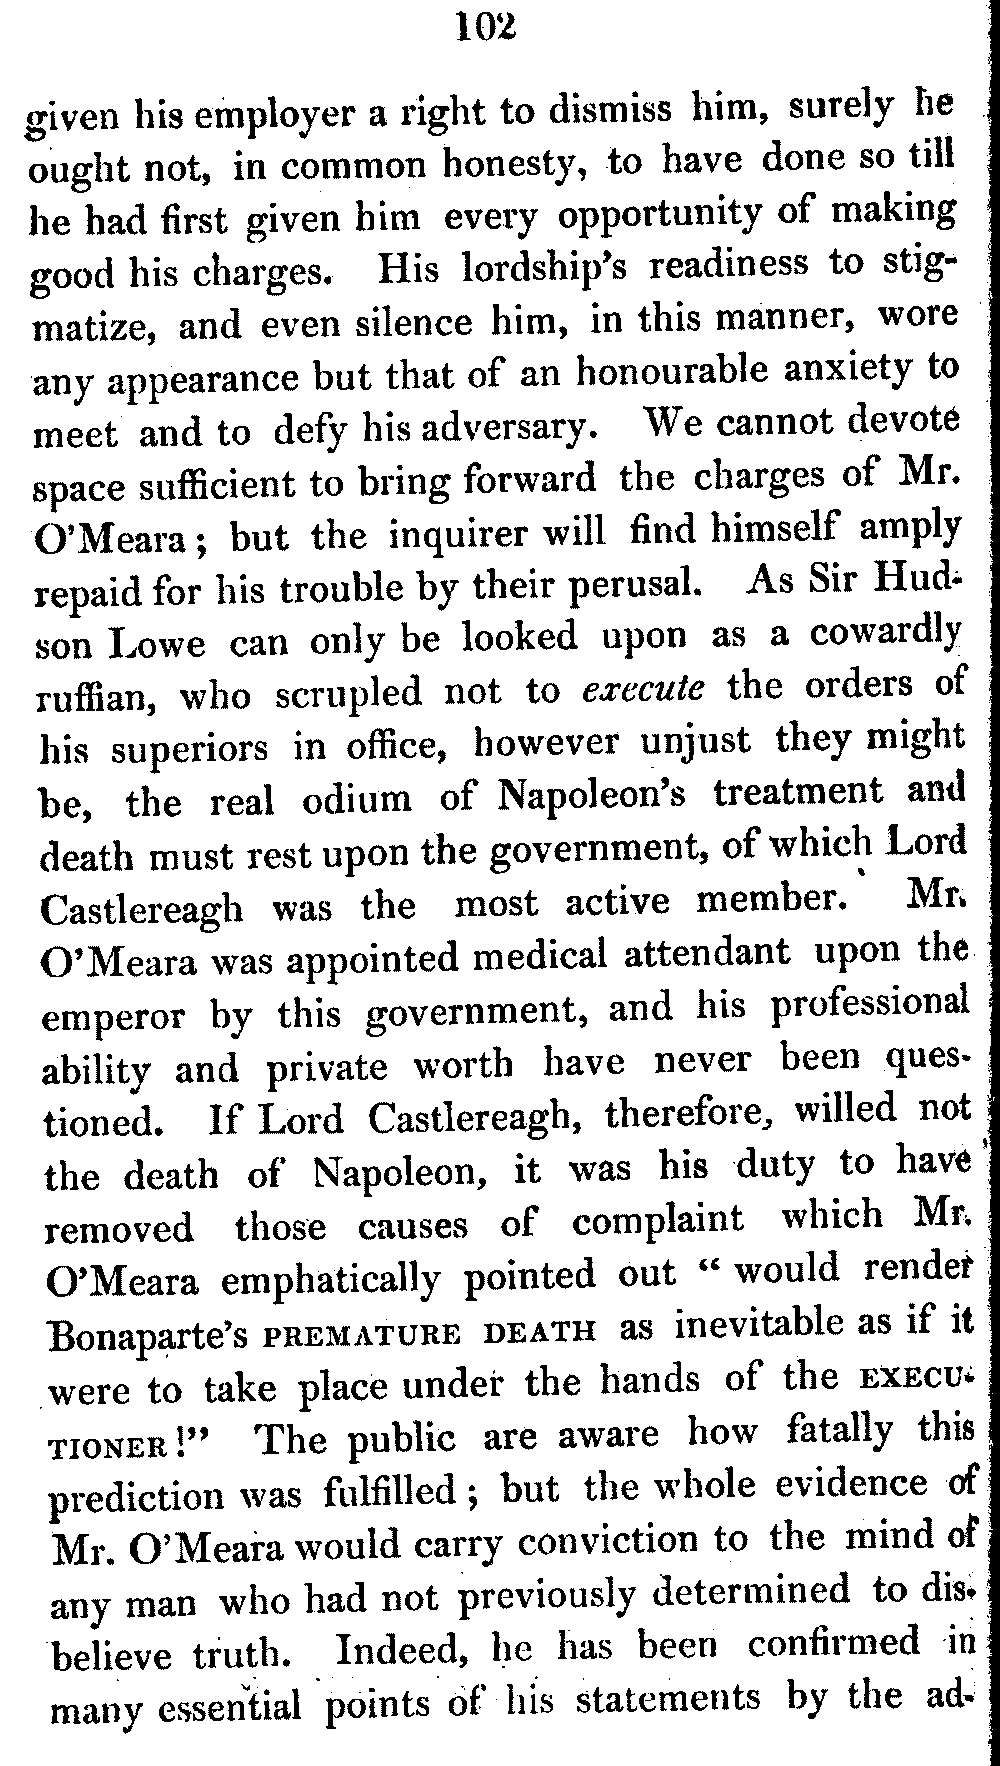 102
given his employer a right to dismiss him, surely he
ought not, in common honesty, to have done so till
he had first given him every opportunity of making
good his charges. His lordship's readiness to stig-
matize, and even silence him, in this manner, wore
any appearance but that of an honourable anxiety to
meet and to defy his adversary. We cannot devote
space sufficient to bring forward the charges of Mr.
O'Meara; but the inquirer will find himself amply
repaid for his trouble by their perusal. As Sir Hud-
son Lowe can only be looked upon as a cowardly
ruffian, who scrupled not to execute the orders of
his superiors in office, however unjust they might
be, the real odium of Napoleon's treatment and
death must rest upon the government, of which Lord
Castlereagh was the most active member. Mr.
O'Meara was appointed medical attendant upon the
emperor by this government, and his professional
ability and private worth have never been ques-
tioned. If Lord Castlereagh, therefore, willed not
the death of Napoleon, it was his duty to have
removed those causes of complaint which Mr.
O'Meara emphatically pointed out “ would render
Bonaparte's PREMATURE DEATH as inevitable as if it
were to take place under the hands of the EXECU-
TIONER !” The public are aware how fatally this
prediction was fulfilled ; but the whole evidence of
Mr. O'Meara would carry conviction to the mind of
any man who had not previously determined to dis-
believe truth. Indeed, he has been confirmed in
many essential points of his statements by the ad-